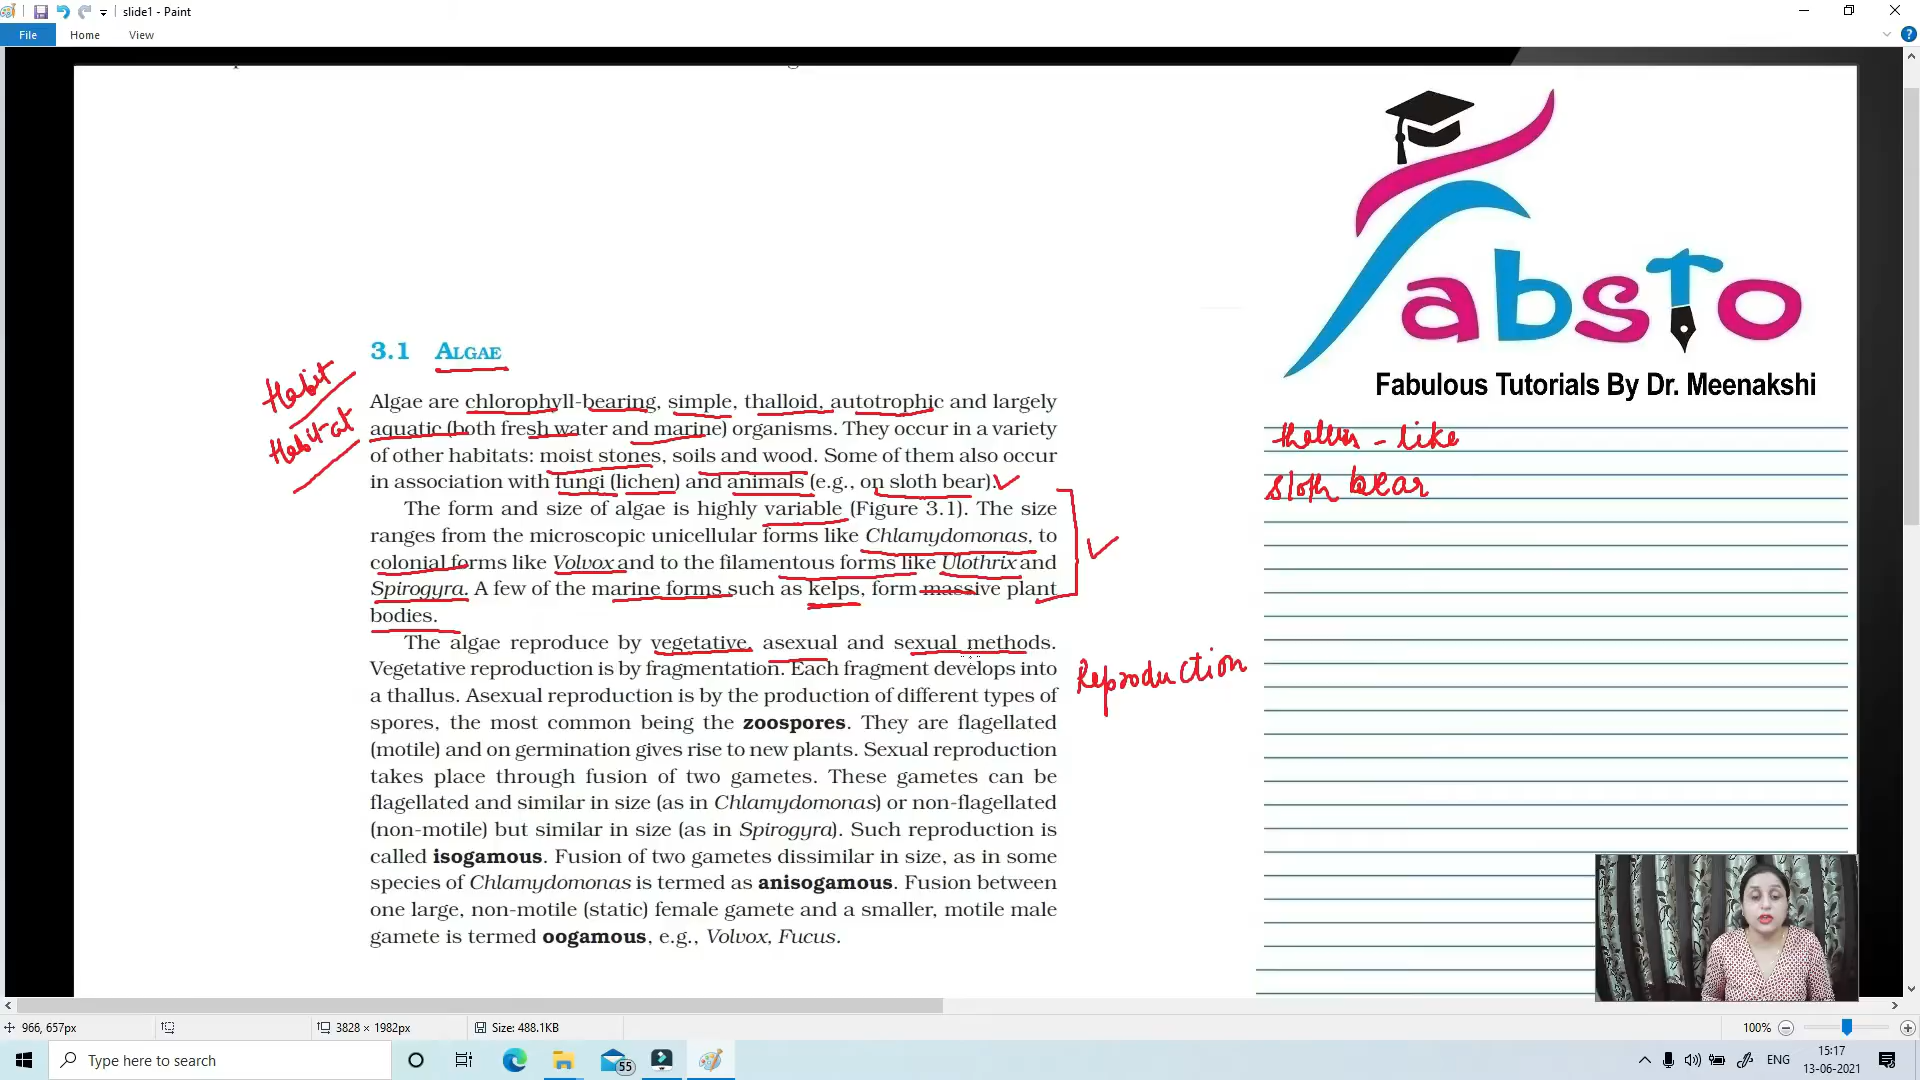 slide1 - Paint
File Home View
3.1 ALGAE
Habit
Habitat
Algae are chlorophyll-bearing, simple, thalloid, autotrophic and largely
aquatic (both fresh water and marine) organisms. They occur in a variety
of other habitats: moist stones, soils and wood. Some of them also occur
in association with fungi (lichen) and animals (e.g., on sloth bear).
The form and size of algae is highly variable (Figure 3.1). The size
ranges from the microscopic unicellular forms like Chlamydomonas, to
colonial forms like Volvox and to the filamentous forms like Ulothrix and
Spirogyra. A few of the marine forms such as kelps, form massive plant
bodies.
The algae reproduce by vegetative, asexual and sexual methods.
Vegetative reproduction is by fragmentation. Each fragment develops into
a thallus. Asexual reproduction is by the production of different types of
spores, the most common being the zoospores. They are flagellated
(motile) and on germination gives rise to new plants. Sexual reproduction
takes place through fusion of two gametes. These gametes can be
flagellated and similar in size (as in Chlamydomonas) or non-flagellated
(non-motile) but similar in size (as in Spirogyra). Such reproduction is
called isogamous. Fusion of two gametes dissimilar in size, as in some
species of Chlamydomonas is termed as anisogamous. Fusion between
one large, non-motile (static) female gamete and a smaller, motile male
gamete is termed oogamous, e.g., Volvox, Fucus.
Reproduction
absTo
Fabulous Tutorials By Dr. Meenakshi
thallus - like
sloth bear
966, 657px 3828 × 1982px Size: 488.1KB 100%
Type here to search 55 ENG 15:17
13-06-2021